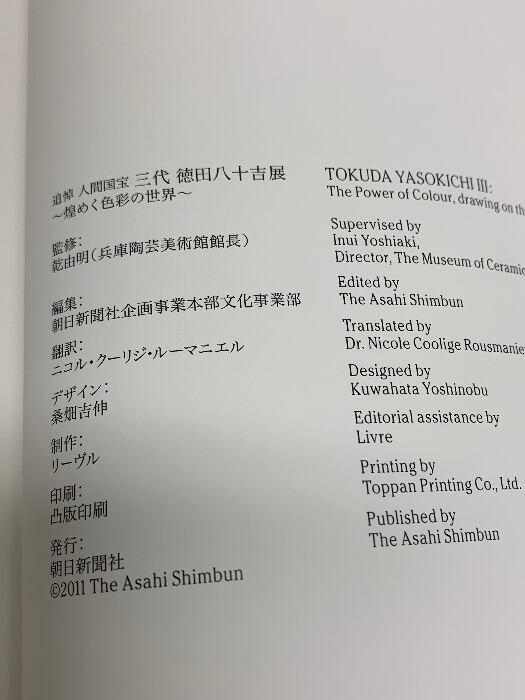 追悼 人間国宝 三代 徳田八十吉展
～煌めく色彩の世界～
監修：
乾由明（兵庫陶芸美術館館長）
編集：
朝日新聞社企画事業本部文化事業部
翻訳：
ニコル・クーリジ・ルーマニエル
デザイン：
桑畑吉伸
制作：
リーヴル
印刷：
凸版印刷
発行：
朝日新聞社
©2011 The Asahi Shimbun
TOKUDA YASOKICHI III:
The Power of Colour, drawing on
Supervised by
Inui Yoshiaki,
Director, The Museum of
Edited by
The Asahi Shimbun
Translated by
Dr. Nicole Coolige
Designed by
Kuwahata Yoshinobu
Editorial assistance by
Livre
Printing by
Toppan Printing Co., Ltd.
Published by
The Asahi Shimbun